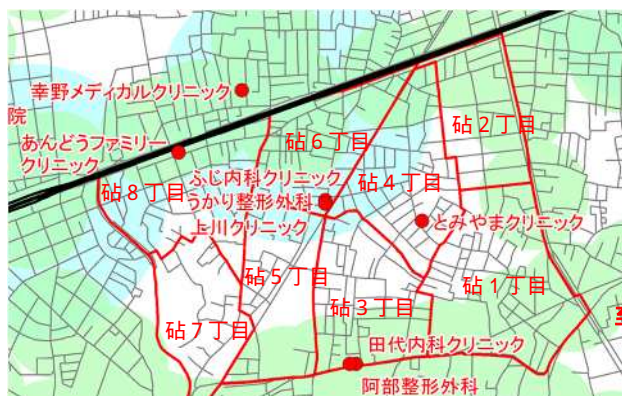 幸野メディカルクリニック
院
あんどうファミリー
クリニック
砧6丁目
砧2丁目
砧8丁目
ふじ内科クリニック
うかり整形外科
上川クリニック
砧4丁目
とみやまクリニック
砧5丁目
砧1丁目
砧3丁目
砧7丁目
田代内科クリニック
阿部整形外科